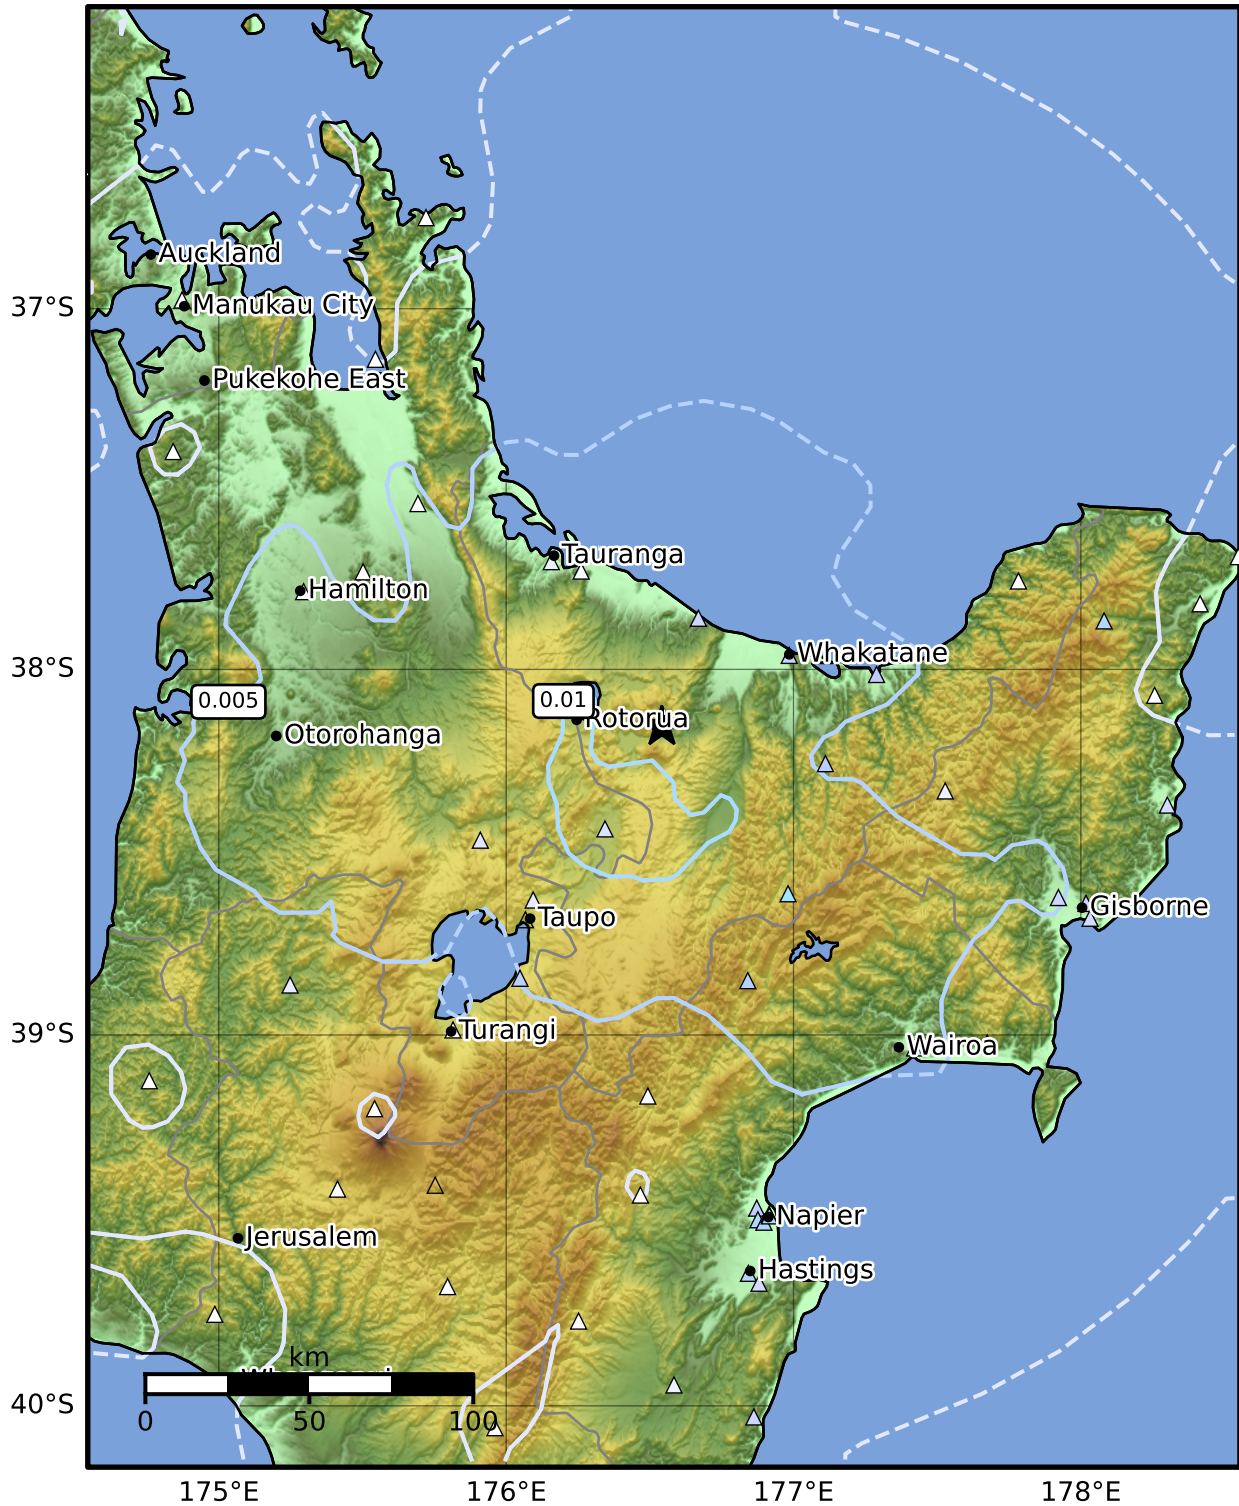 Auckland
37°S
Manukau City
Pukekohe East
Tauranga
Hamilton
Whakatane
38°S
0.005
0.01
Rotorua
Otorohanga
Gisborne
Taupo
Turangi
39°S
Wairoa
Napier
Jerusalem
Hastings
km
40°S
0
50
100
175°E
176°E
177°E
178°E